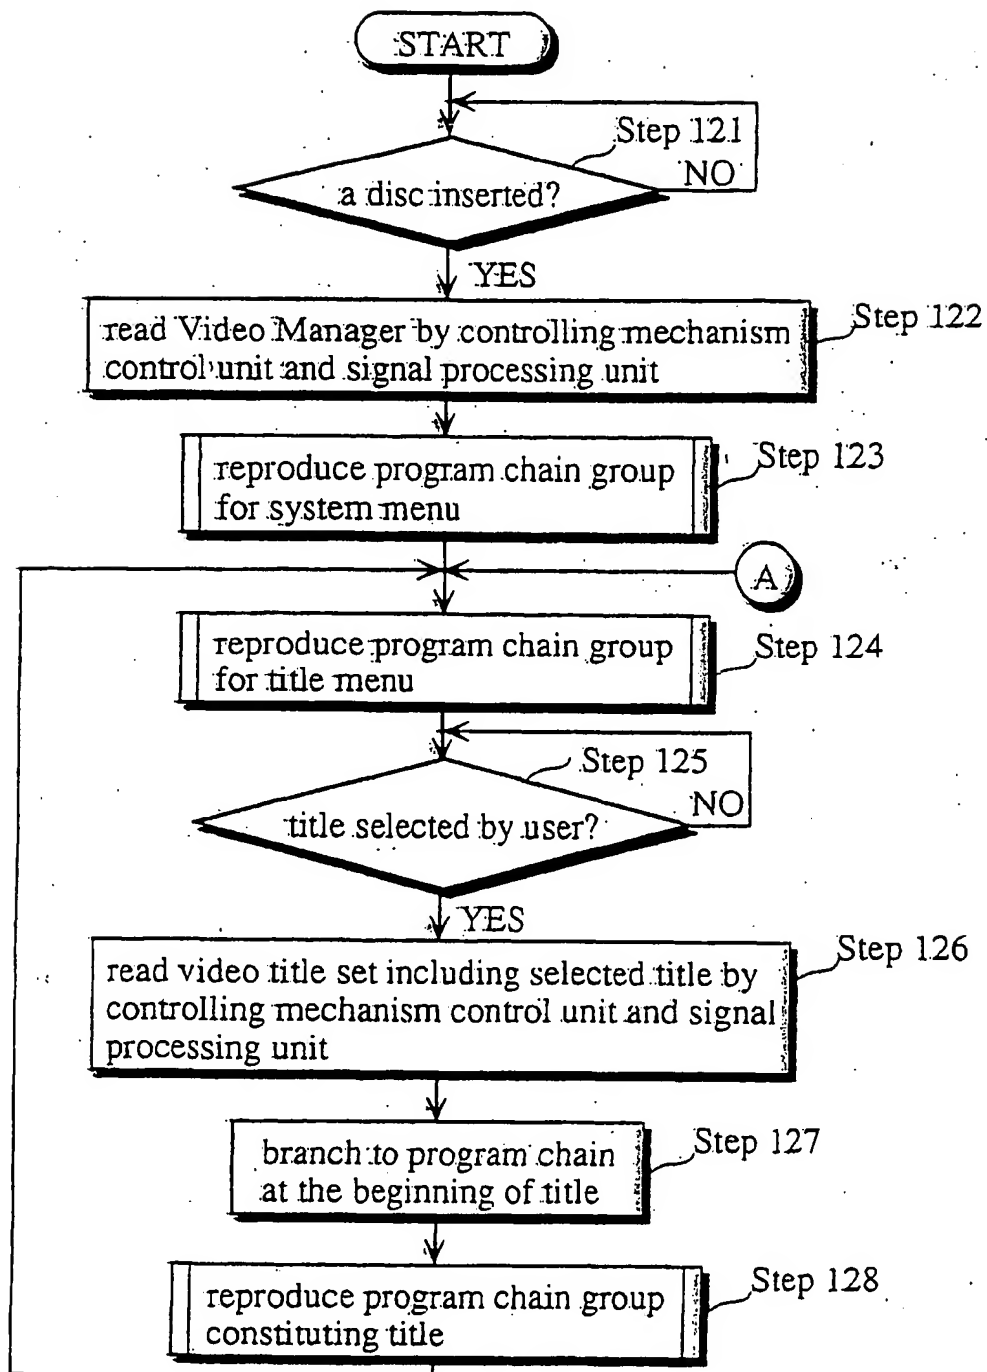 START
Step 121
NO
a disc inserted?
YES
read Video Manager by controlling mechanism
control unit and signal processing unit
Step 122
reproduce program chain group
for system menu
Step 123
A
reproduce program chain group
for title menu
Step 124
Step 125
NO
title selected by user?
YES
read video title set including selected title by
controlling mechanism control unit and signal
processing unit
Step 126
branch to program chain
at the beginning of title
Step 127
reproduce program chain group
constituting title
Step 128